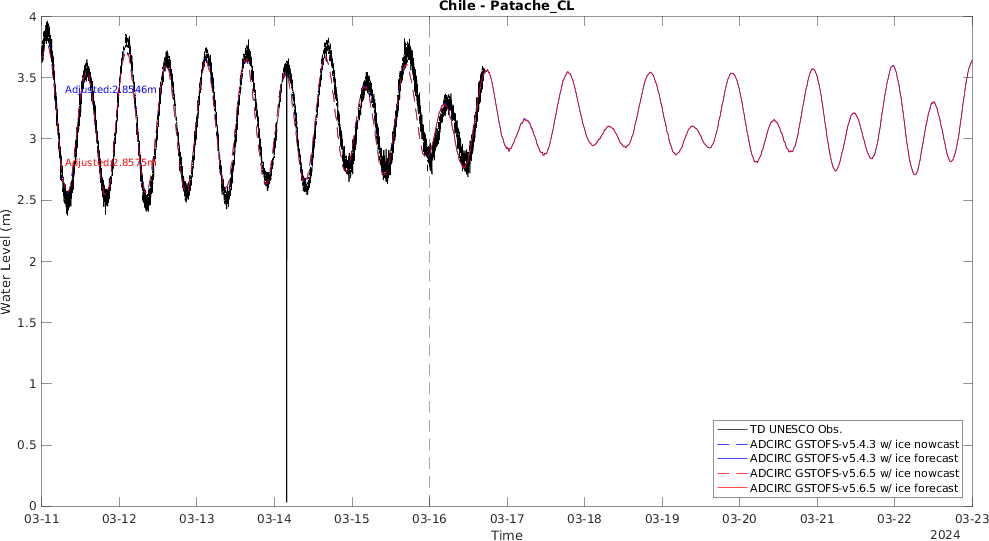 Chile - Patache_CL
4
3.5
3
2.5
2
1.5
1
0.5
0
Water Level (m)
Adjusted:2.8546m
Adjusted:2.8575m
TD UNESCO Obs.
ADCIRC GSTOFS-v5.4.3 w/ ice nowcast
ADCIRC GSTOFS-v5.4.3 w/ ice forecast
ADCIRC GSTOFS-v5.6.5 w/ ice nowcast
ADCIRC GSTOFS-v5.6.5 w/ ice forecast
03-11 03-12 03-13 03-14 03-15 03-16 03-17 03-18 03-19 03-20 03-21 03-22 03-23
Time
2024